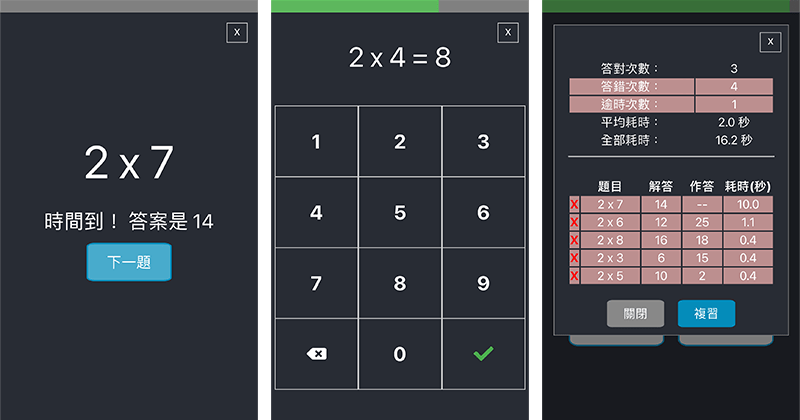 X
2 x 7
時間到！ 答案是 14
下一題
X
2 x 4 = 8
1 2 3
4 5 6
7 8 9
0
X
答對次數： 3
答錯次數： 4
逾時次數： 1
平均耗時： 2.0 秒
全部耗時： 16.2 秒
題目 解答 作答 耗時(秒)
X 2 x 7 14 -- 10.0
X 2 x 6 12 25 1.1
X 2 x 8 16 18 0.4
X 2 x 3 6 15 0.4
X 2 x 5 10 2 0.4
關閉 複習